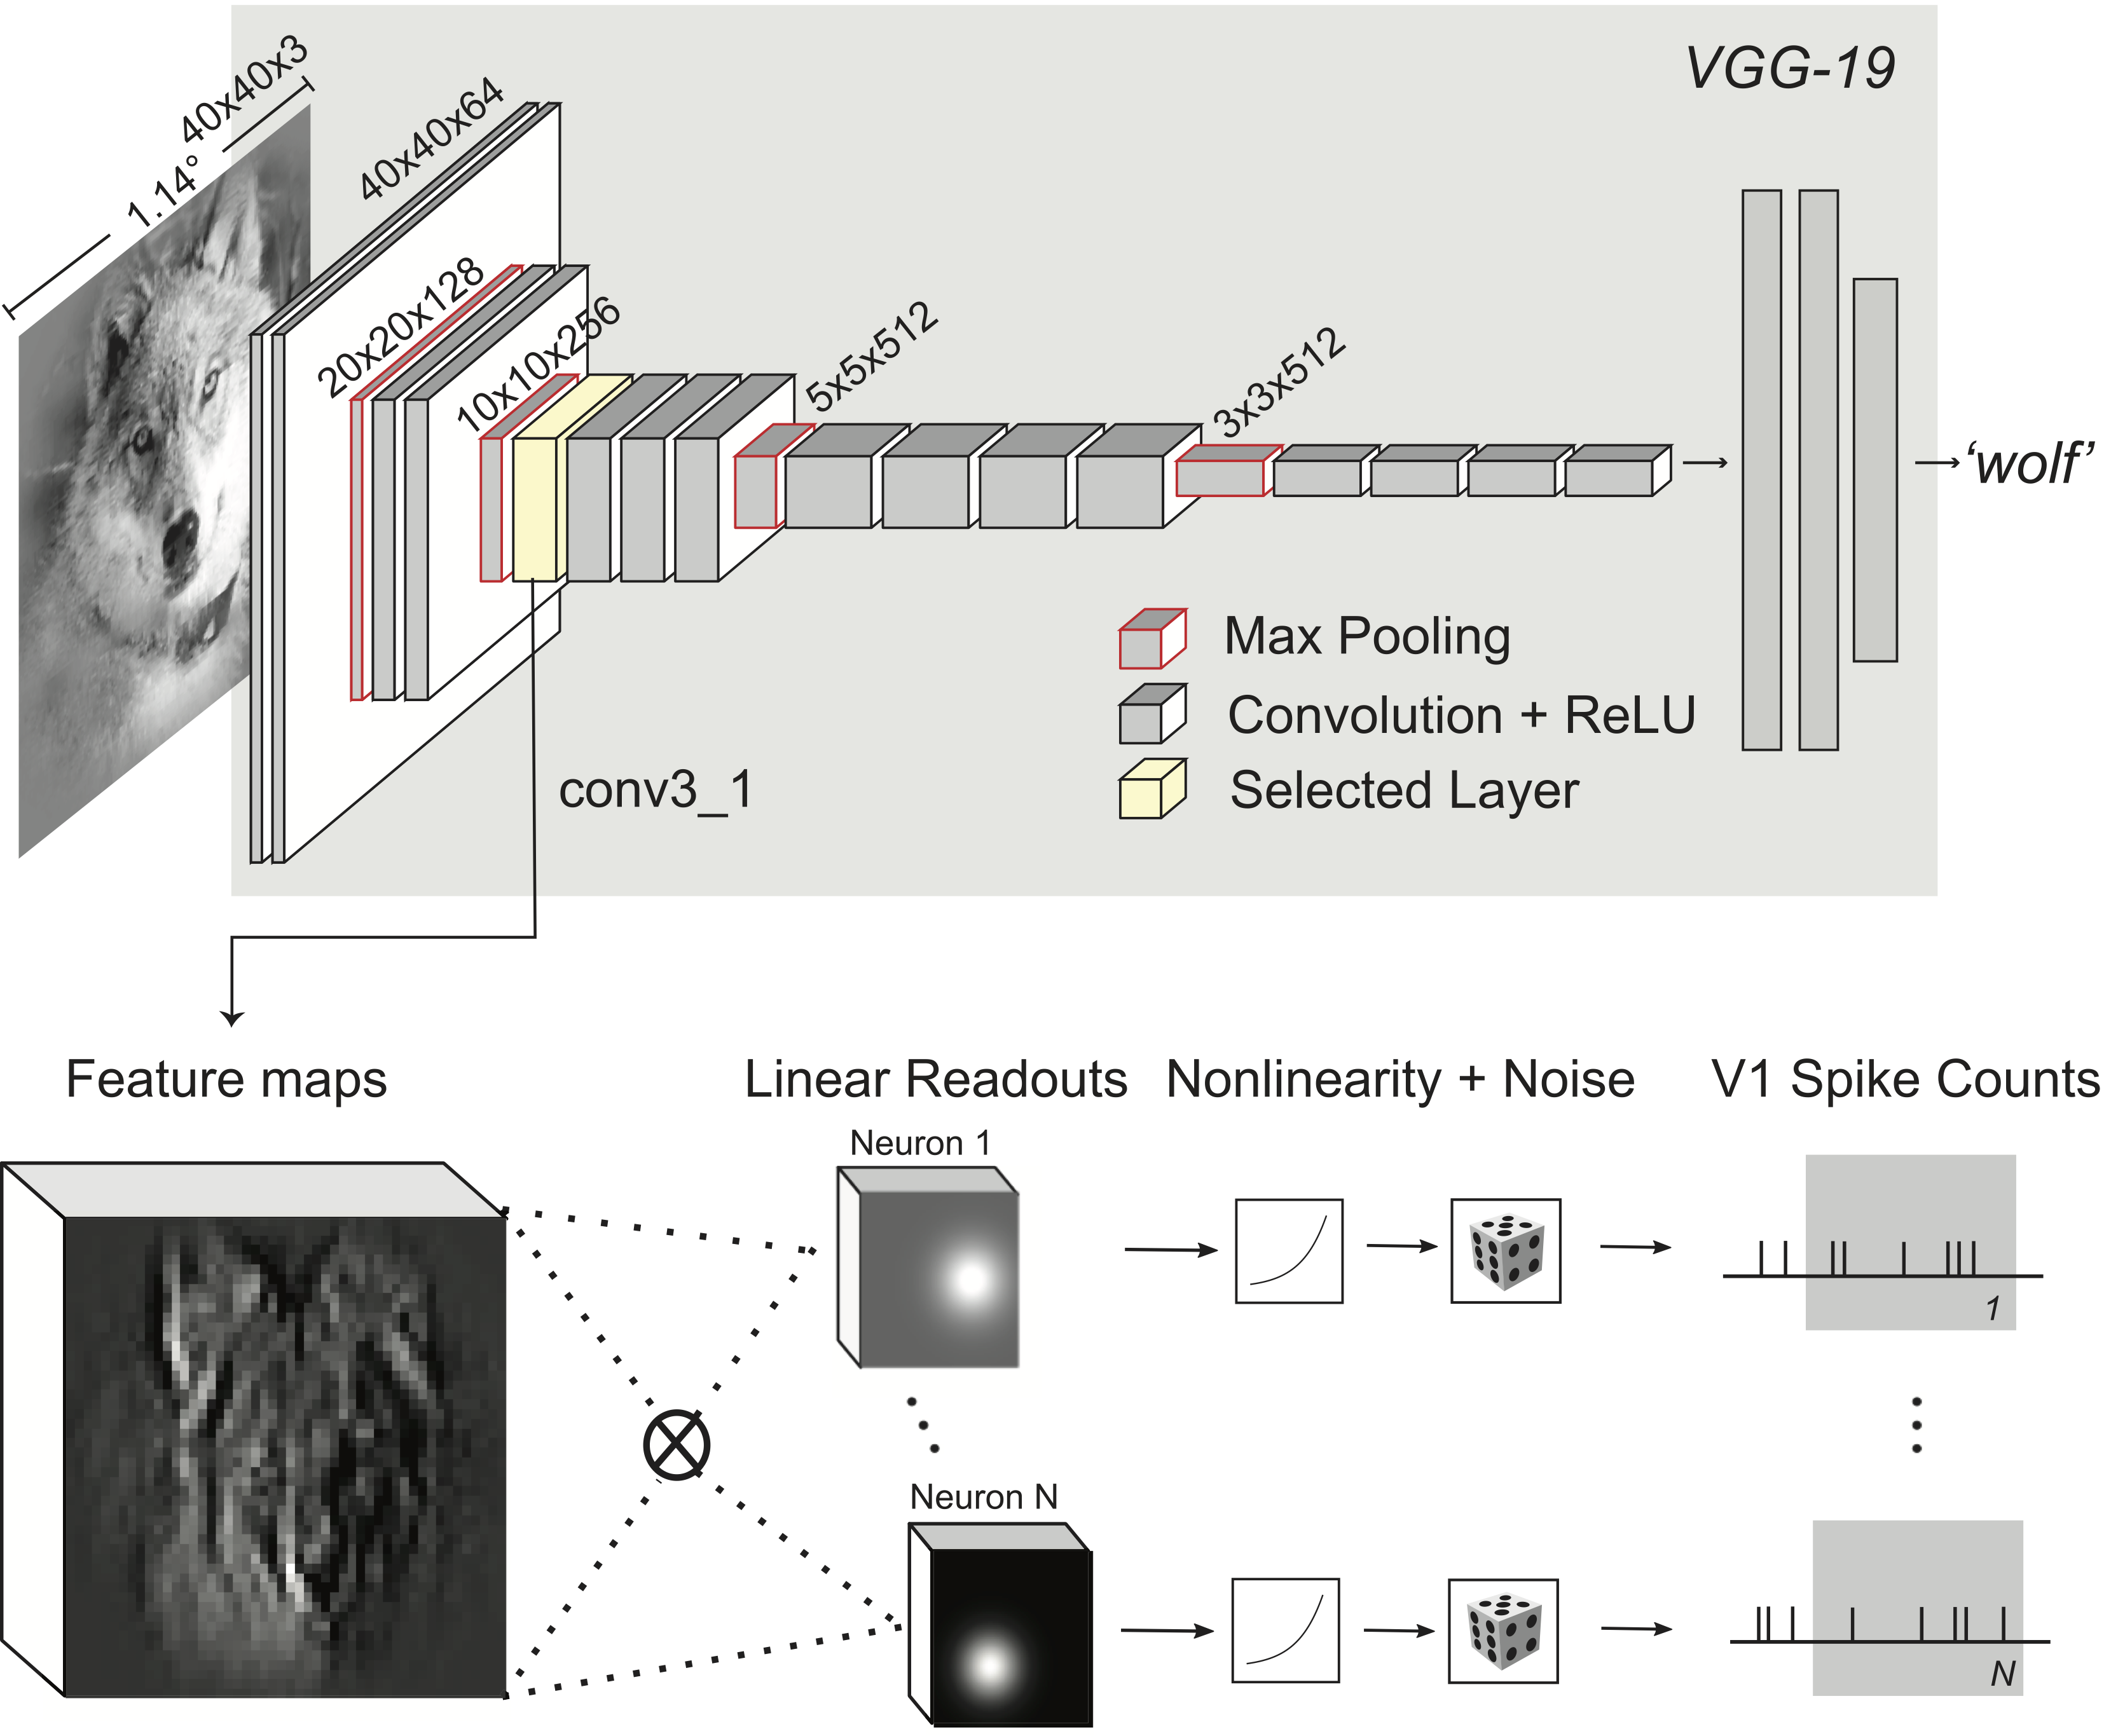 VGG-19
40x40x3
1.14°
40x40x64
20x20x128
10x10x256
5x5x512
3x3x512
‘wolf’
Max Pooling
Convolution + ReLU
Selected Layer
conv3_1
Feature maps
Linear Readouts
Nonlinearity + Noise
V1 Spike Counts
Neuron 1
1
Neuron N
N